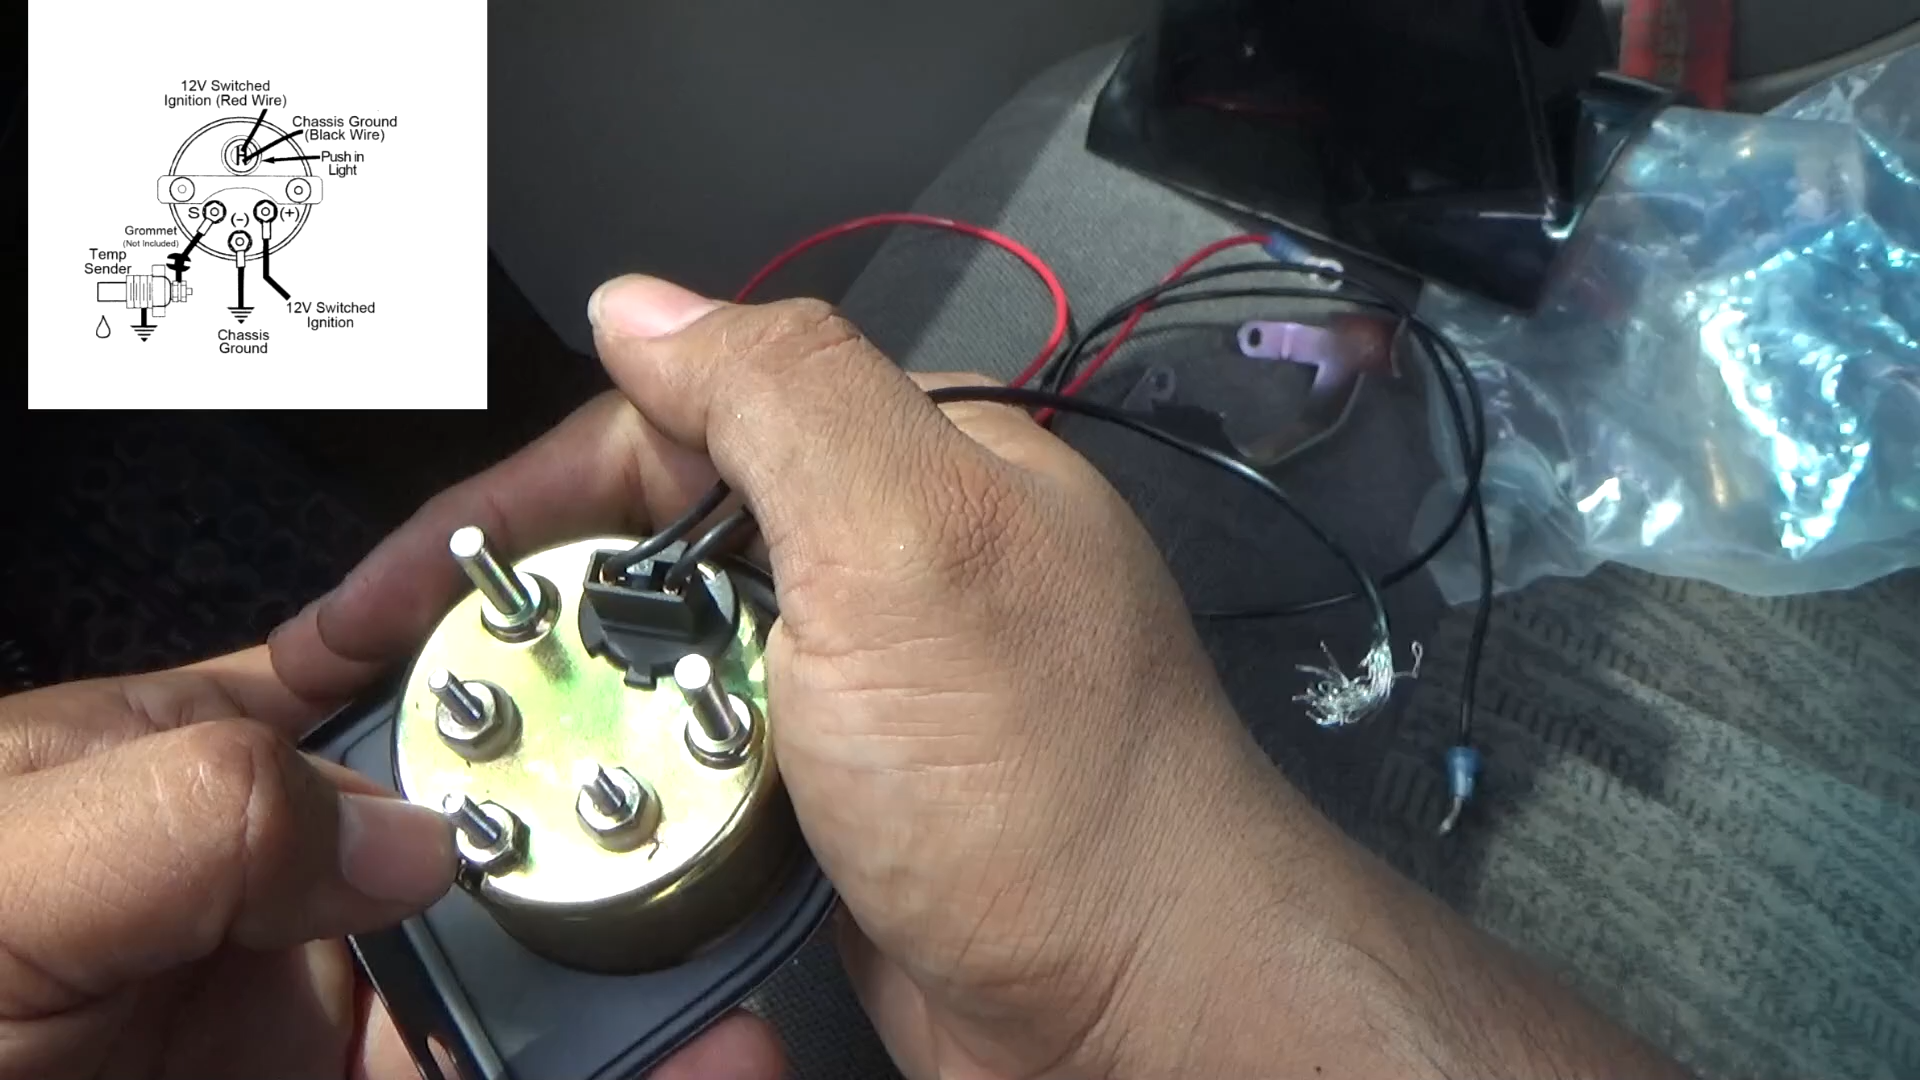 12V Switched
Ignition (Red Wire)
Chassis Ground
(Black Wire)
Push in
Light
S
(-)
(+)
Grommet
(Not Included)
Temp
Sender
12V Switched
Ignition
Chassis
Ground